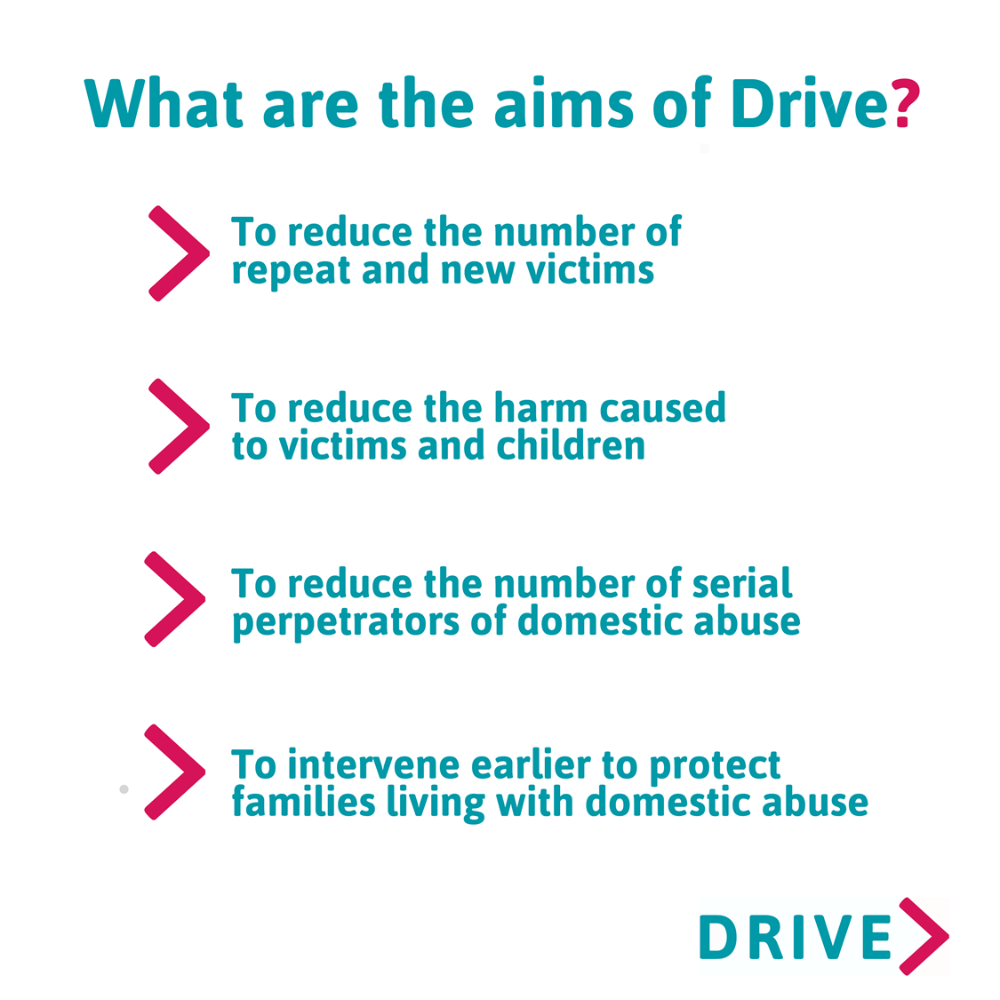 What are the aims of Drive?
To reduce the number of
repeat and new victims
To reduce the harm caused
to victims and children
To reduce the number of serial
perpetrators of domestic abuse
To intervene earlier to protect
families living with domestic abuse
DRIVE